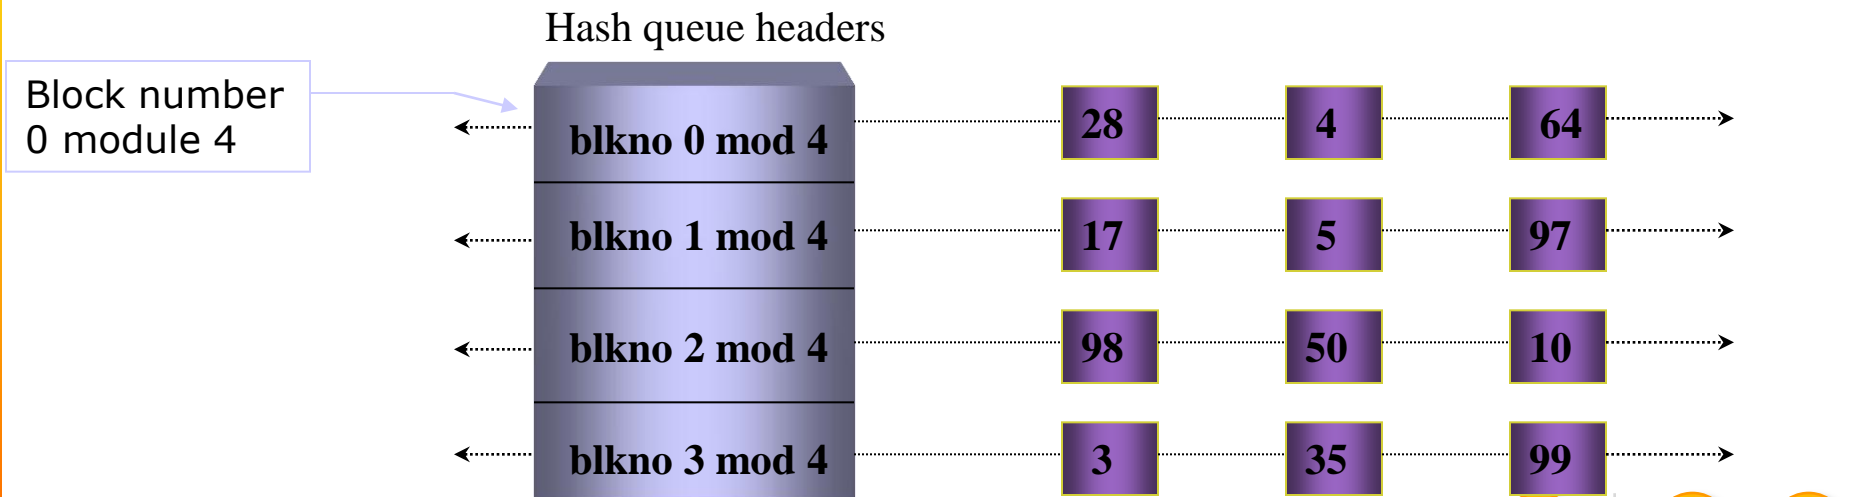 Hash queue headers
Block number
0 module 4
blkno 0 mod 4 28 4 64
blkno 1 mod 4 17 5 97
blkno 2 mod 4 98 50 10
blkno 3 mod 4 3 35 99